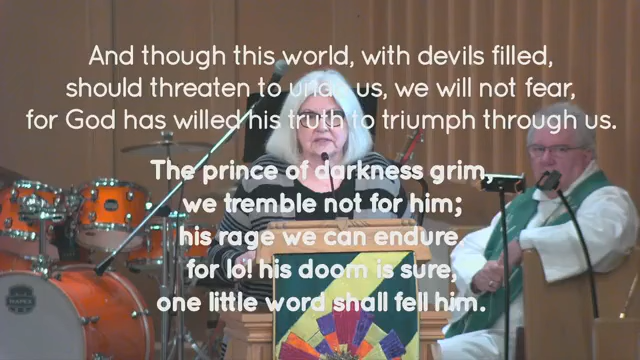 And though this world, with devils filled,
should threaten to undo us, we will not fear,
for God has willed his truth to triumph through us.
The prince of darkness grim,
we tremble not for him;
his rage we can endure,
for lo! his doom is sure,
one little word shall fell him.
MAPEX